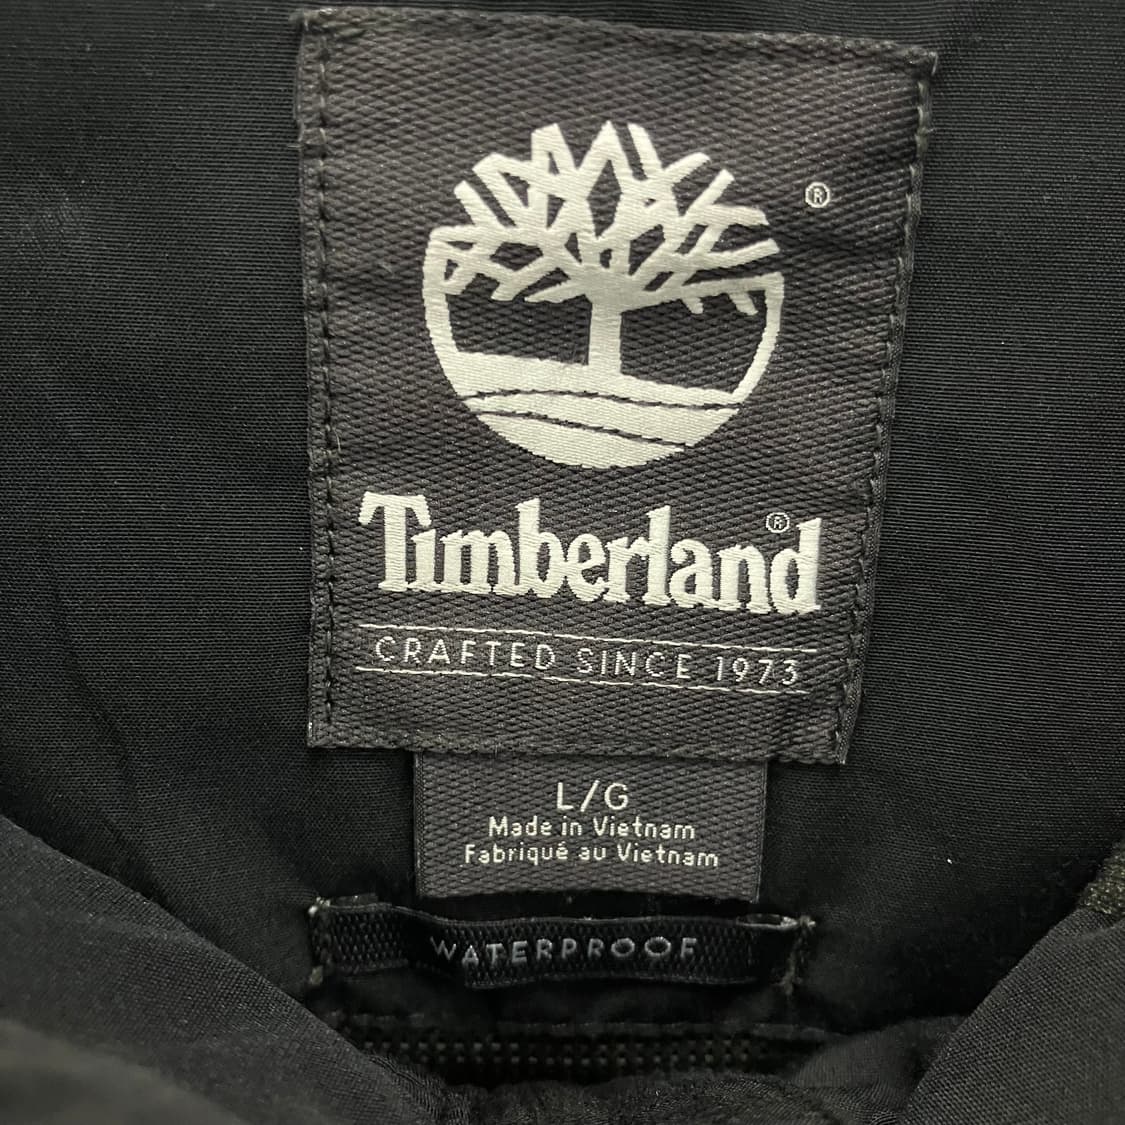 ®
Timberland®
CRAFTED SINCE 1973
L/G
Made in Vietnam
Fabriqué au Vietnam
WATERPROOF